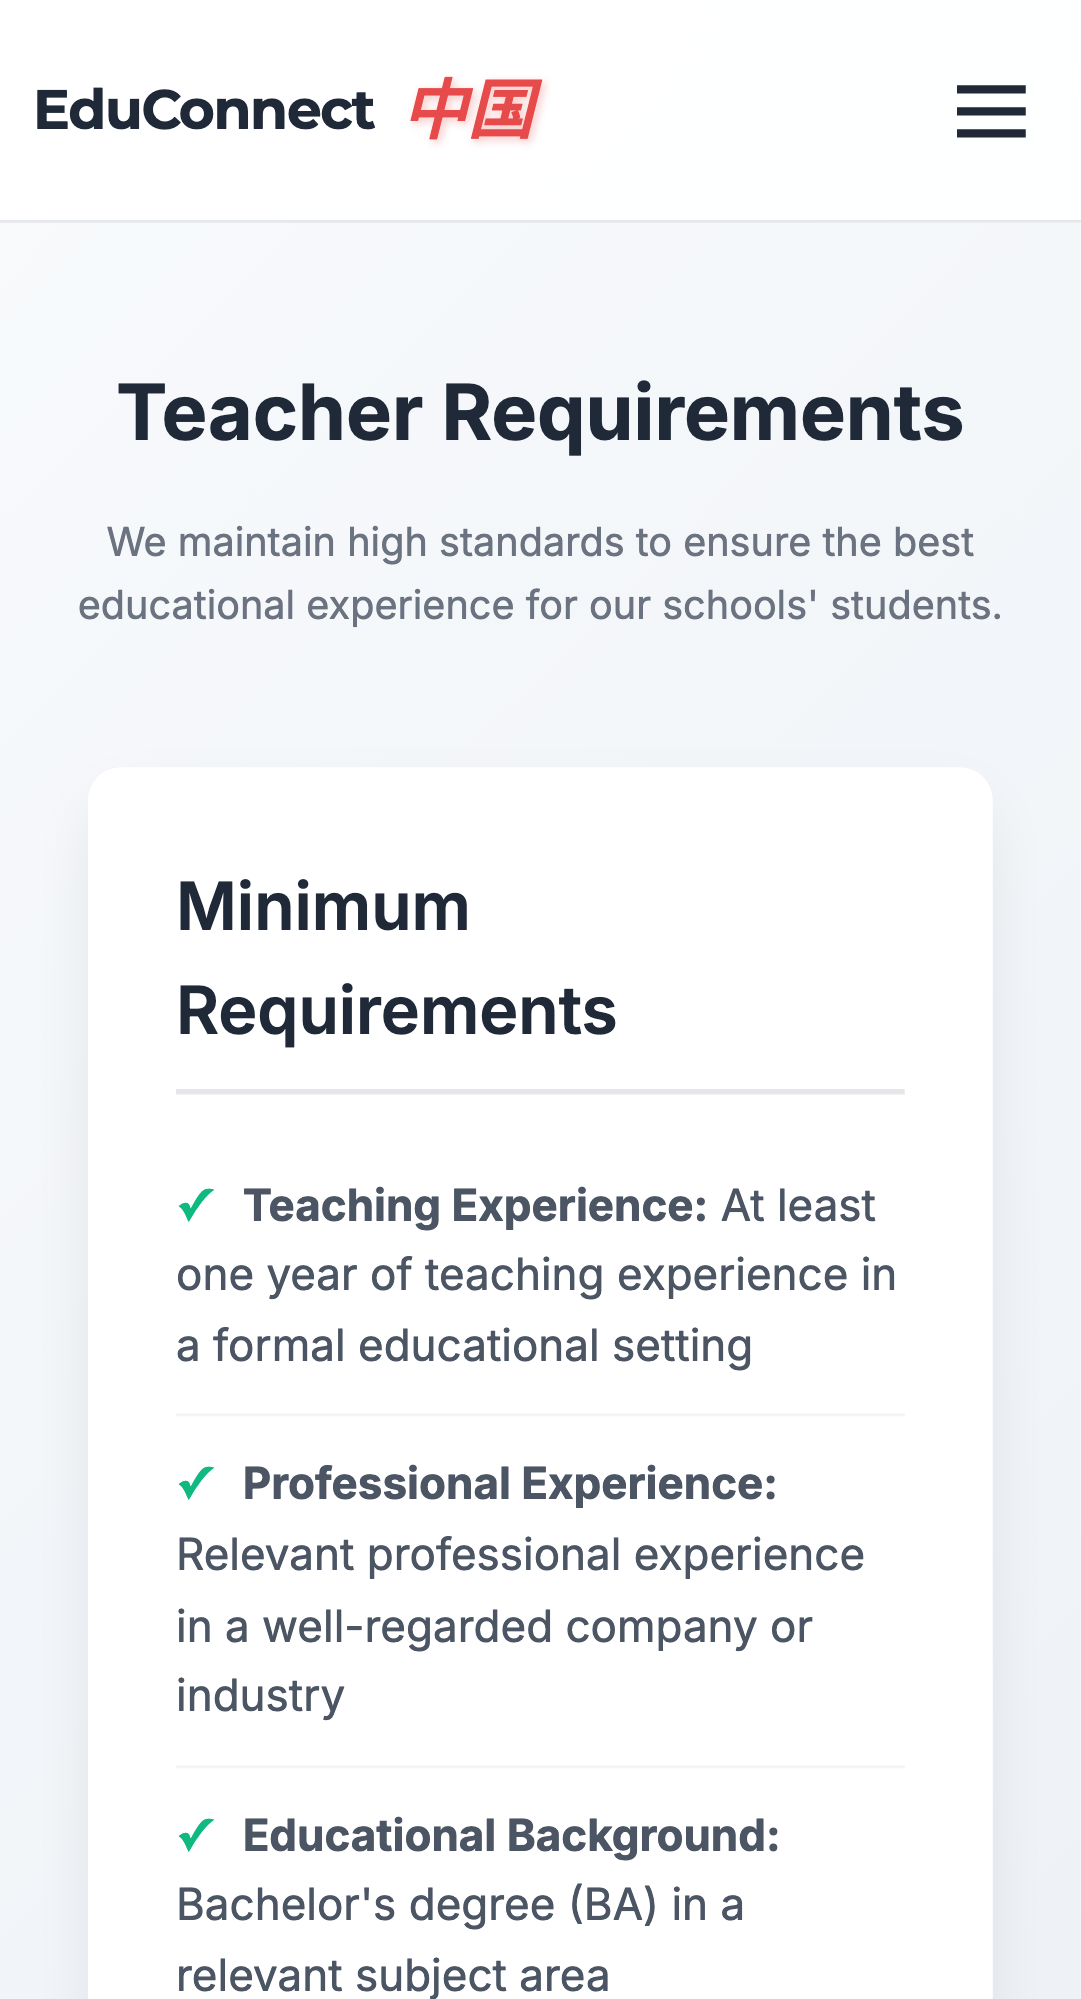 EduConnect 中国
Teacher Requirements
We maintain high standards to ensure the best
educational experience for our schools' students.
Minimum
Requirements
✓ Teaching Experience: At least
one year of teaching experience in
a formal educational setting
✓ Professional Experience:
Relevant professional experience
in a well-regarded company or
industry
✓ Educational Background:
Bachelor's degree (BA) in a
relevant subject area